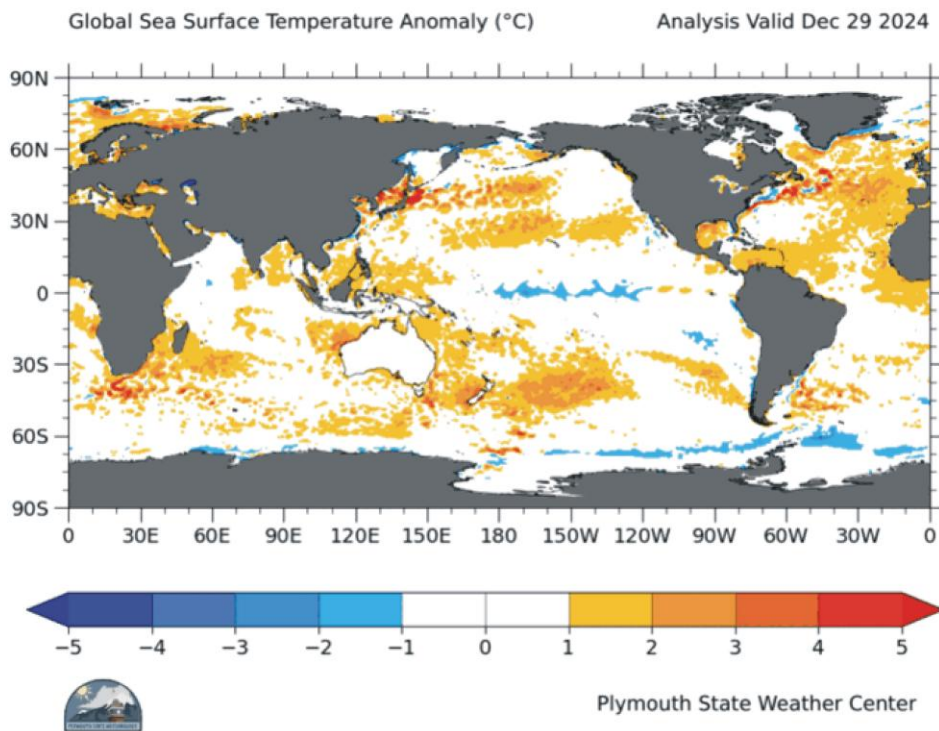 Global Sea Surface Temperature Anomaly (°C) Analysis Valid Dec 29 2024
90N
60N
30N
0
30S
60S
90S
0 30E 60E 90E 120E 150E 180 150W 120W 90W 60W 30W 0
−5 −4 −3 −2 −1 0 1 2 3 4 5
Plymouth State Weather Center